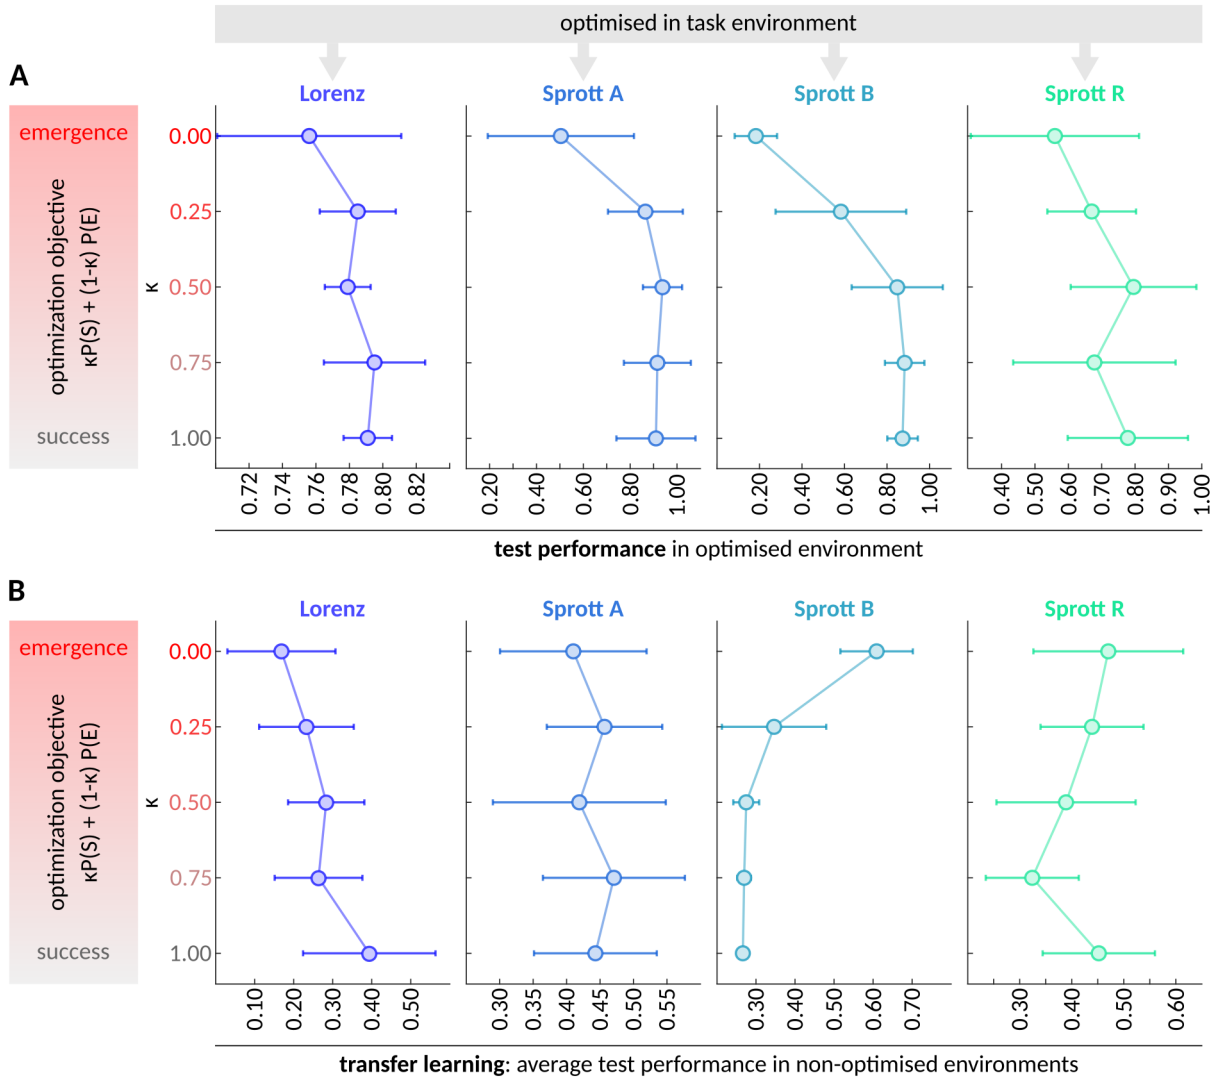 optimised in task environment
A
Lorenz Sprott A Sprott B Sprott R
emergence
optimization objective
κP(S) + (1-κ) P(E)
success
κ
0.00
0.25
0.50
0.75
1.00
0.72 0.74 0.76 0.78 0.80 0.82
0.20 0.40 0.60 0.80 1.00
0.20 0.40 0.60 0.80 1.00
0.40 0.50 0.60 0.70 0.80 0.90 1.00
test performance in optimised environment
B
Lorenz Sprott A Sprott B Sprott R
emergence
optimization objective
κP(S) + (1-κ) P(E)
success
κ
0.00
0.25
0.50
0.75
1.00
0.10 0.20 0.30 0.40 0.50
0.30 0.35 0.40 0.45 0.50 0.55
0.30 0.40 0.50 0.60 0.70
0.30 0.40 0.50 0.60
transfer learning: average test performance in non-optimised environments